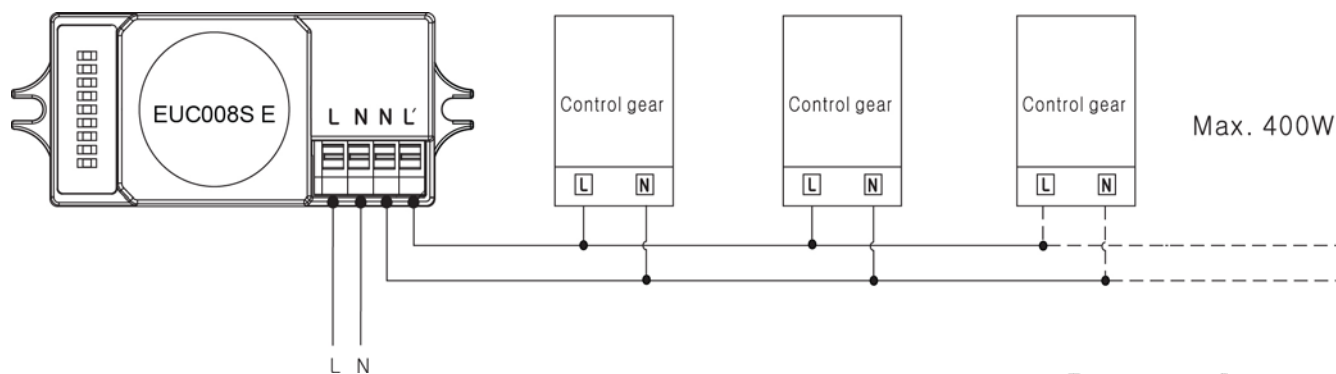 EUC008S E
L N N L'
Control gear
L N
Control gear
L N
Control gear
L N
Max. 400W
L N